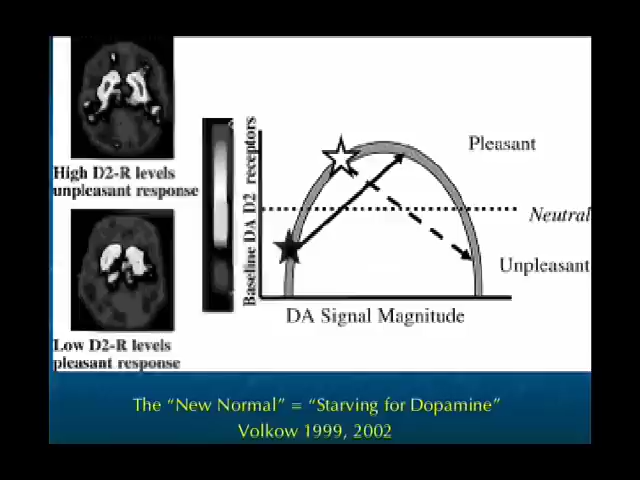 High D2-R levels
unpleasant response
Low D2-R levels
pleasant response
Baseline DA D2 receptors
Pleasant
Neutral
Unpleasant
DA Signal Magnitude
The “New Normal” = “Starving for Dopamine”
Volkow 1999, 2002